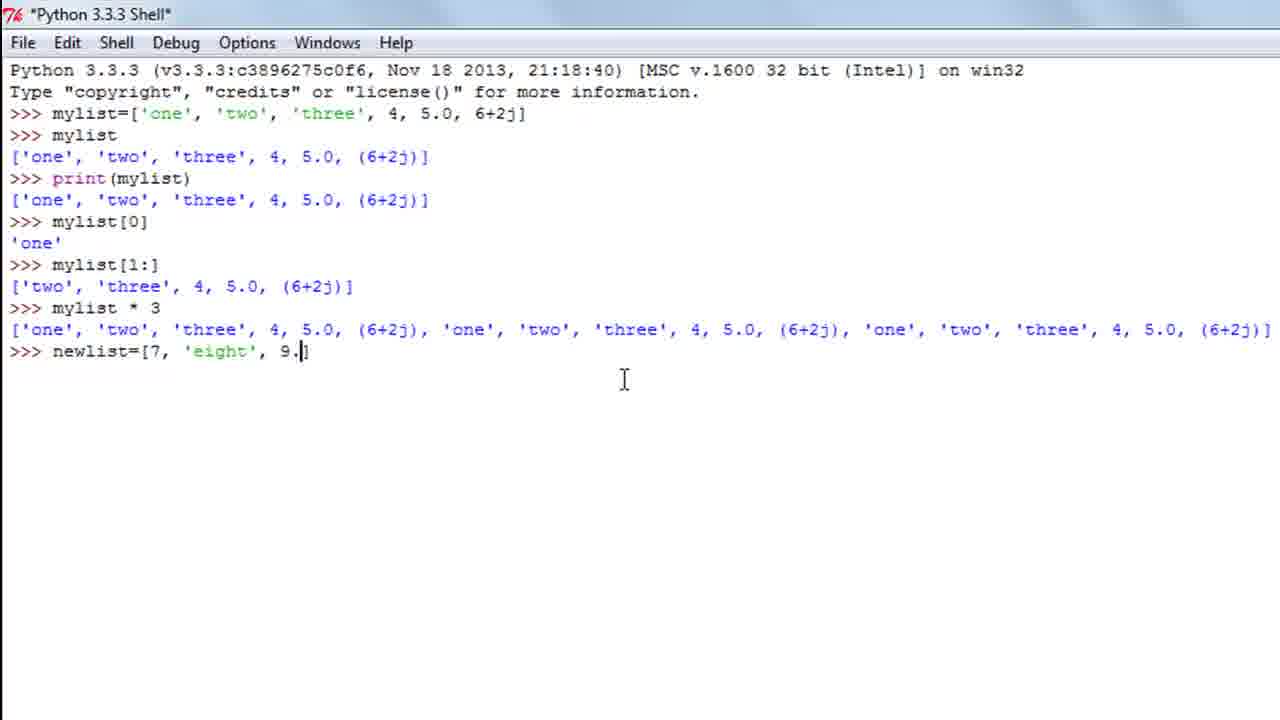 *Python 3.3.3 Shell*
File Edit Shell Debug Options Windows Help
Python 3.3.3 (v3.3.3:c3896275c0f6, Nov 18 2013, 21:18:40) [MSC v.1600 32 bit (Intel)] on win32
Type "copyright", "credits" or "license()" for more information.
>>> mylist=['one', 'two', 'three', 4, 5.0, 6+2j]
>>> mylist
['one', 'two', 'three', 4, 5.0, (6+2j)]
>>> print(mylist)
['one', 'two', 'three', 4, 5.0, (6+2j)]
>>> mylist[0]
'one'
>>> mylist[1:]
['two', 'three', 4, 5.0, (6+2j)]
>>> mylist * 3
['one', 'two', 'three', 4, 5.0, (6+2j), 'one', 'two', 'three', 4, 5.0, (6+2j), 'one', 'two', 'three', 4, 5.0, (6+2j)]
>>> newlist=[7, 'eight', 9.]